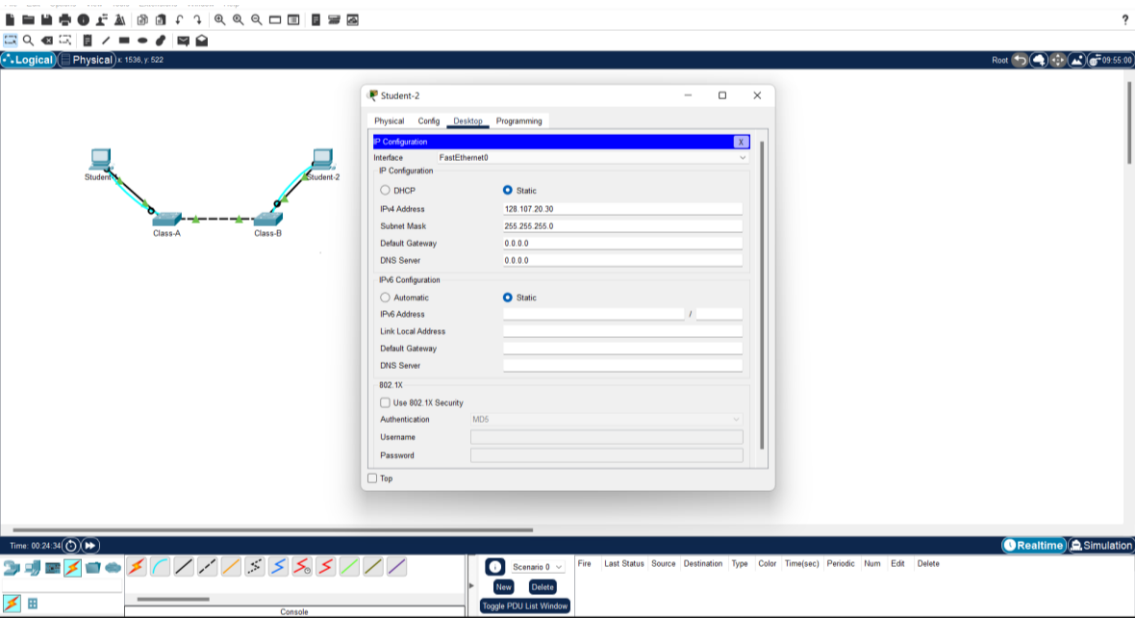 ?
Logical Physical x: 1536, y: 522 Root 09:55:00
Student-2
Physical Config Desktop Programming
IP Configuration X
Interface FastEthernet0
IP Configuration
DHCP Static
IPv4 Address 128.107.20.30
Subnet Mask 255.255.255.0
Default Gateway 0.0.0.0
DNS Server 0.0.0.0
IPv6 Configuration
Automatic Static
IPv6 Address /
Link Local Address
Default Gateway
DNS Server
802.1X
Use 802.1X Security
Authentication MD5
Username
Password
Top
Student
Student-2
Class-A Class-B
Time: 00:24:34 Realtime Simulation
Scenario 0 Fire Last Status Source Destination Type Color Time(sec) Periodic Num Edit Delete
New Delete
Toggle PDU List Window
Console